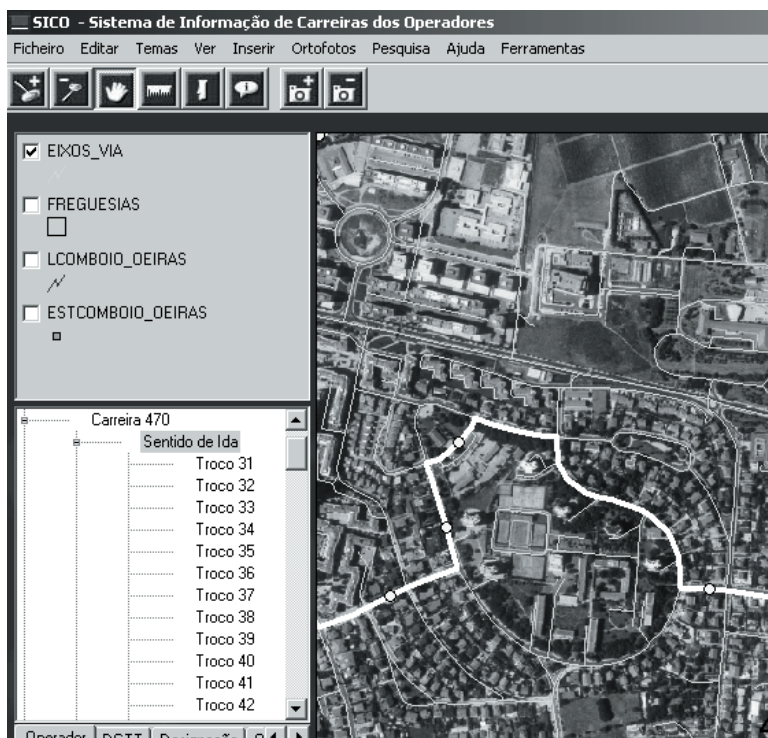 SICO - Sistema de Informação de Carreiras dos Operadores
Ficheiro Editar Temas Ver Inserir Ortofotos Pesquisa Ajuda Ferramentas
EIXOS_VIA
FREGUESIAS
LCOMBOIO_OEIRAS
ESTCOMBOIO_OEIRAS
Carreira 470
Sentido de Ida
Troco 31
Troco 32
Troco 33
Troco 34
Troco 35
Troco 36
Troco 37
Troco 38
Troco 39
Troco 40
Troco 41
Troco 42
Operador DGTT Designação